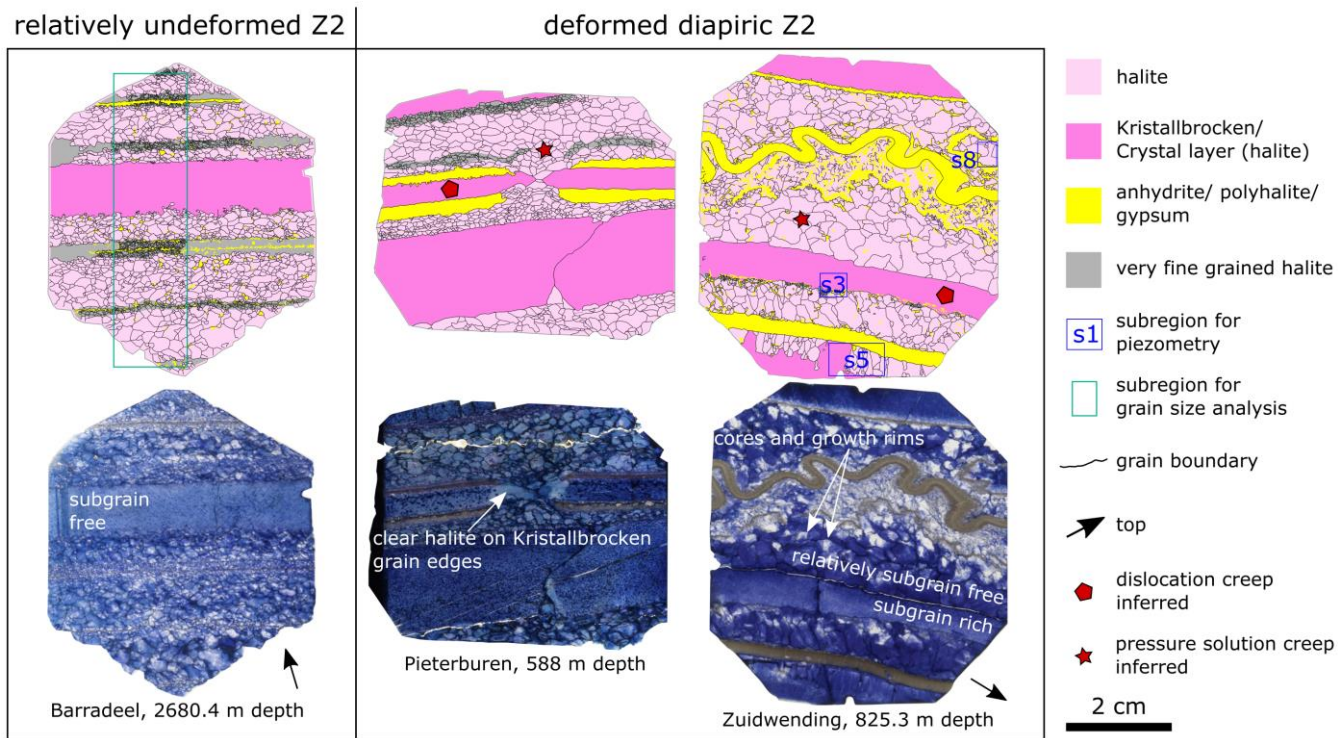 relatively undeformed Z2
deformed diapiric Z2
s8
s3
s5
subgrain
free
Barradeel, 2680.4 m depth
clear halite on Kristallbrocken
grain edges
Pieterburen, 588 m depth
cores and growth rims
relatively subgrain free
subgrain rich
Zuidwending, 825.3 m depth
halite
Kristallbrocken/
Crystal layer (halite)
anhydrite/ polyhalite/
gypsum
very fine grained halite
s1
subregion for
piezometry
subregion for
grain size analysis
grain boundary
top
dislocation creep
inferred
pressure solution creep
inferred
2 cm